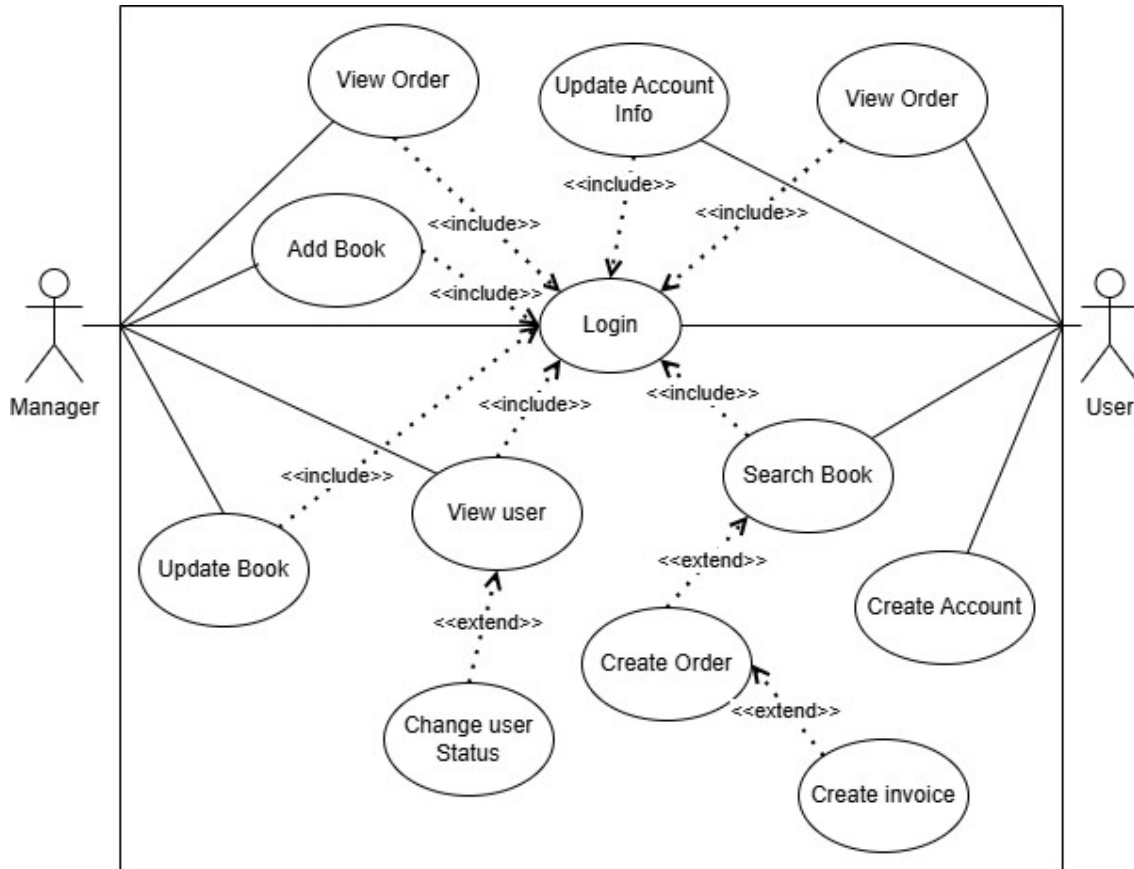 View Order
Update Account
Info
View Order
<<include>>
<<include>>
<<include>>
Add Book
<<include>>
Login
Manager
User
<<include>>
<<include>>
<<include>>
Search Book
View user
Update Book
<<extend>>
Create Account
<<extend>>
Create Order
<<extend>>
Change user
Status
Create invoice